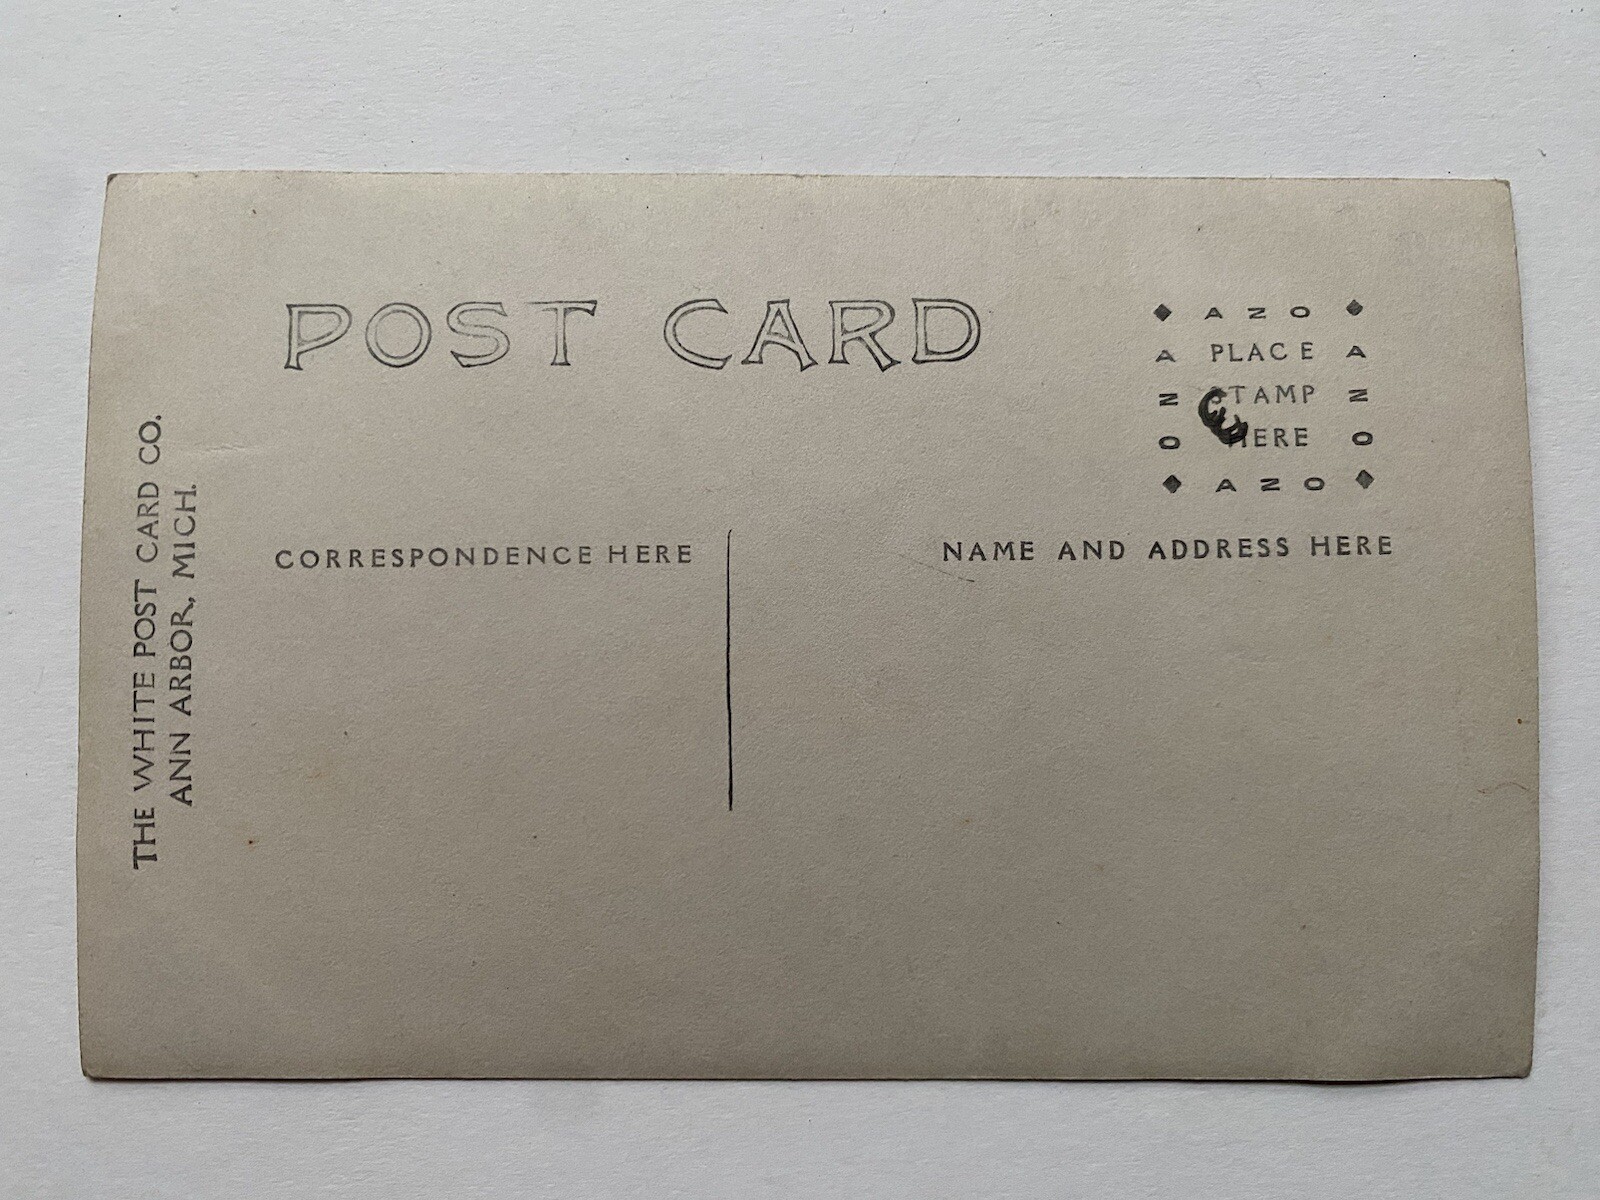 POST CARD
◆ AZO ◆
A PLACE A
N STAMP N
O HERE O
◆ AZO ◆
CORRESPONDENCE HERE
NAME AND ADDRESS HERE
THE WHITE POST CARD CO.
ANN ARBOR, MICH.